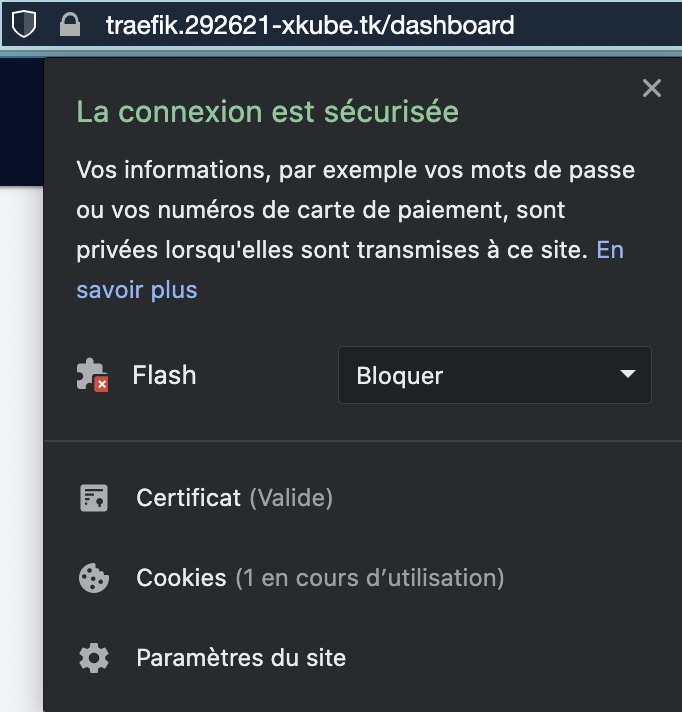 traefik.292621-xkube.tk/dashboard
La connexion est sécurisée
Vos informations, par exemple vos mots de passe
ou vos numéros de carte de paiement, sont
privées lorsqu'elles sont transmises à ce site. En
savoir plus
Flash Bloquer
Certificat (Valide)
Cookies (1 en cours d’utilisation)
Paramètres du site